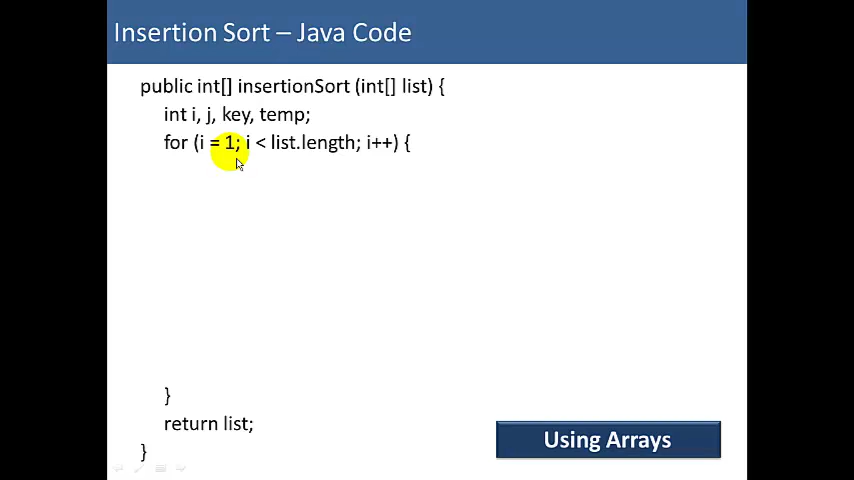 Insertion Sort – Java Code
public int[] insertionSort (int[] list) {
int i, j, key, temp;
for (i = 1; i < list.length; i++) {
}
return list;
}
Using Arrays